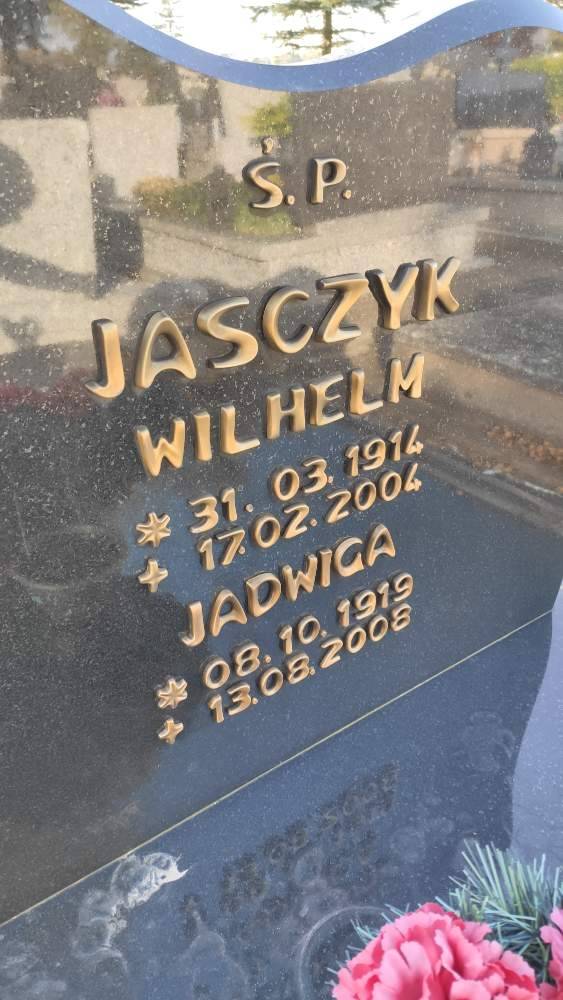 Ś. P.
JASCZYK
WILHELM
* 31. 03. 1914
+ 17.02.2004
JADWIGA
* 08. 10. 1919
+ 13.08.2008